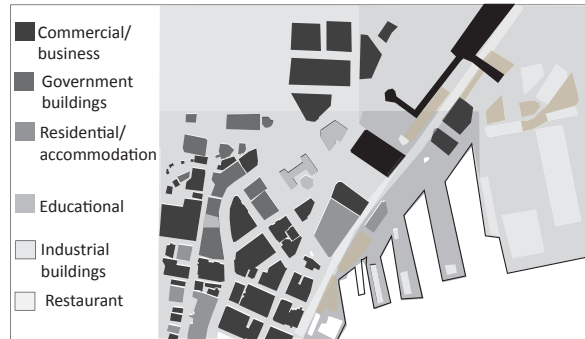 Commercial/
business
Government
buildings
Residential/
accommodation
Educational
Industrial
buildings
Restaurant